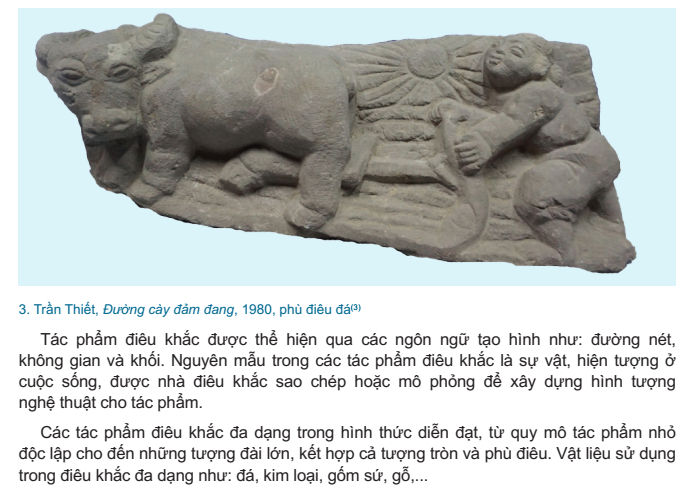 3. Trần Thiết, Đường cày đảm đang, 1980, phù điêu đá(3)
Tác phẩm điêu khắc được thể hiện qua các ngôn ngữ tạo hình như: đường nét,
không gian và khối. Nguyên mẫu trong các tác phẩm điêu khắc là sự vật, hiện tượng ở
cuộc sống, được nhà điêu khắc sao chép hoặc mô phỏng để xây dựng hình tượng
nghệ thuật cho tác phẩm.
Các tác phẩm điêu khắc đa dạng trong hình thức diễn đạt, từ quy mô tác phẩm nhỏ
độc lập cho đến những tượng đài lớn, kết hợp cả tượng tròn và phù điêu. Vật liệu sử dụng
trong điêu khắc đa dạng như: đá, kim loại, gốm sứ, gỗ,...